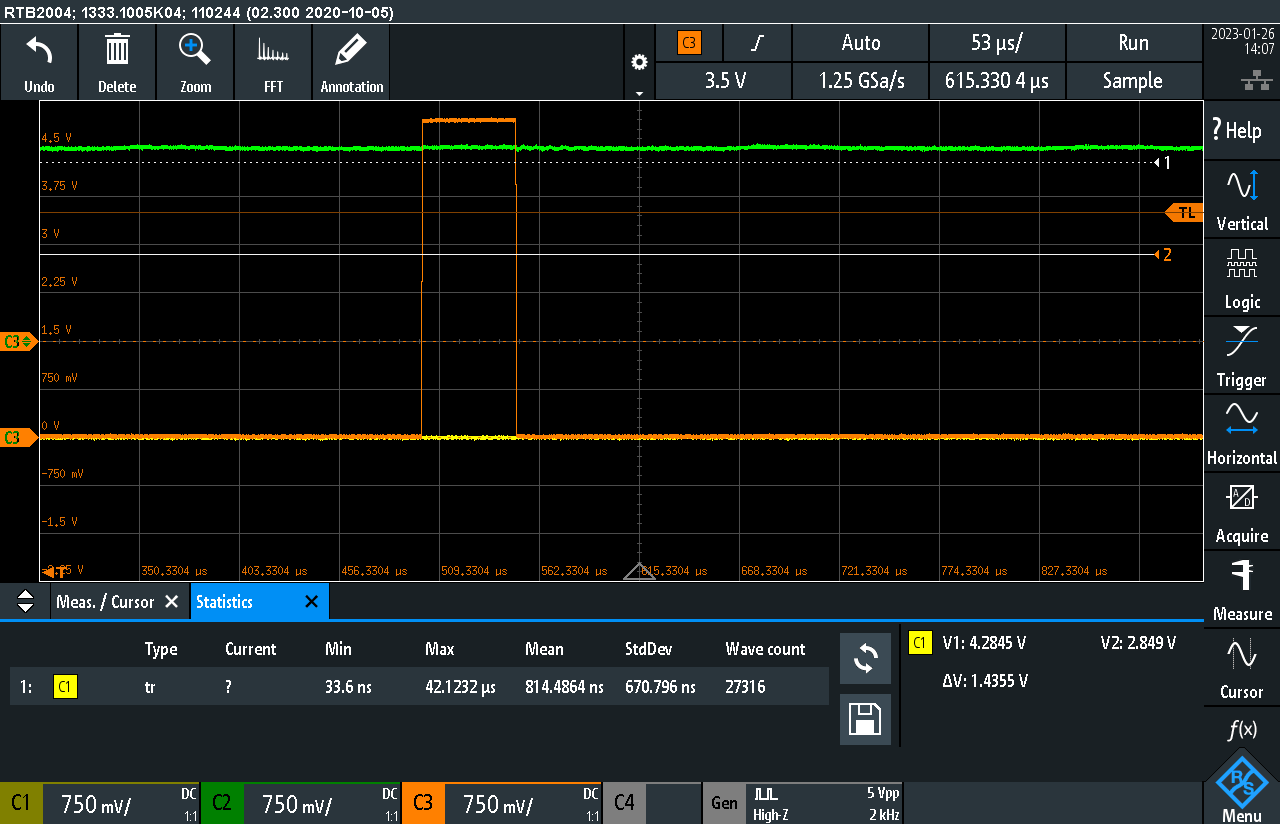 RTB2004; 1333.1005K04; 110244 (02.300 2020-10-05)
Undo
Delete
Zoom
FFT
Annotation
C3
Auto
53 µs/
Run
3.5 V
1.25 GSa/s
615.330 4 µs
Sample
2023-01-26
14:07
? Help
Vertical
Logic
Trigger
Horizontal
Acquire
Measure
Cursor
f(x)
Menu
4.5 V
3.75 V
3 V
2.25 V
1.5 V
750 mV
0 V
-750 mV
-1.5 V
1
TL
2
C3
C3
T
350.3304 µs
403.3304 µs
456.3304 µs
509.3304 µs
562.3304 µs
615.3304 µs
668.3304 µs
721.3304 µs
774.3304 µs
827.3304 µs
Meas. / Cursor
Statistics
Type Current Min Max Mean StdDev Wave count
1: C1 tr ? 33.6 ns 42.1232 µs 814.4864 ns 670.796 ns 27316
C1 V1: 4.2845 V V2: 2.849 V
ΔV: 1.4355 V
C1 750 mV/ DC 1:1
C2 750 mV/ DC 1:1
C3 750 mV/ DC 1:1
C4
Gen High-Z 5 Vpp 2 kHz
R&S